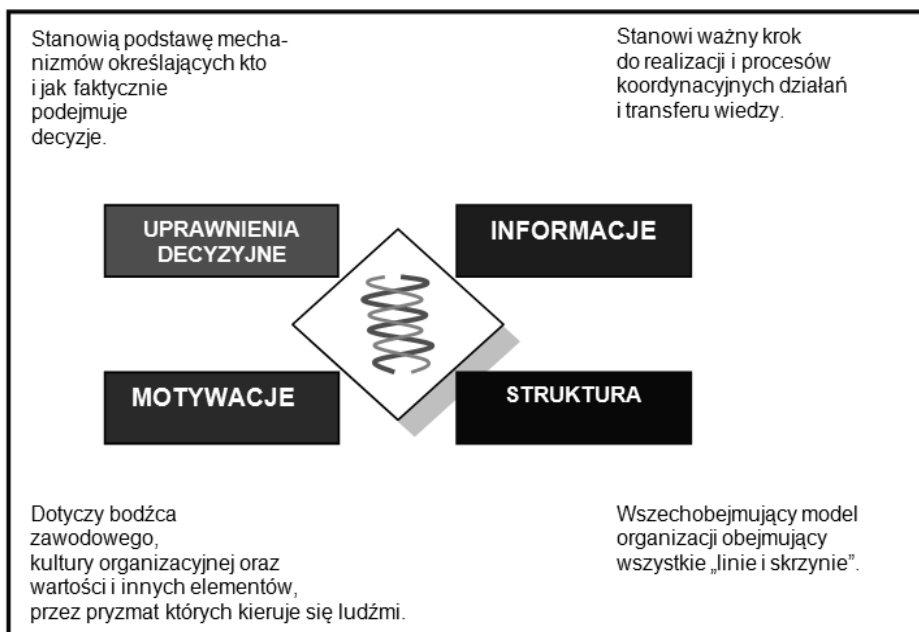 Stanowią podstawę mecha-
nizmów określających kto
i jak faktycznie
podejmuje
decyzje.
Stanowi ważny krok
do realizacji i procesów
koordynacyjnych działań
i transferu wiedzy.
UPRAWNIENIA
DECYZYJNE
INFORMACJE
MOTYWACJE
STRUKTURA
Dotyczy bodźca
zawodowego,
kultury organizacyjnej oraz
wartości i innych elementów,
przez pryzmat których kieruje się ludźmi.
Wszechobejmujący model
organizacji obejmujący
wszystkie „linie i skrzynie”.